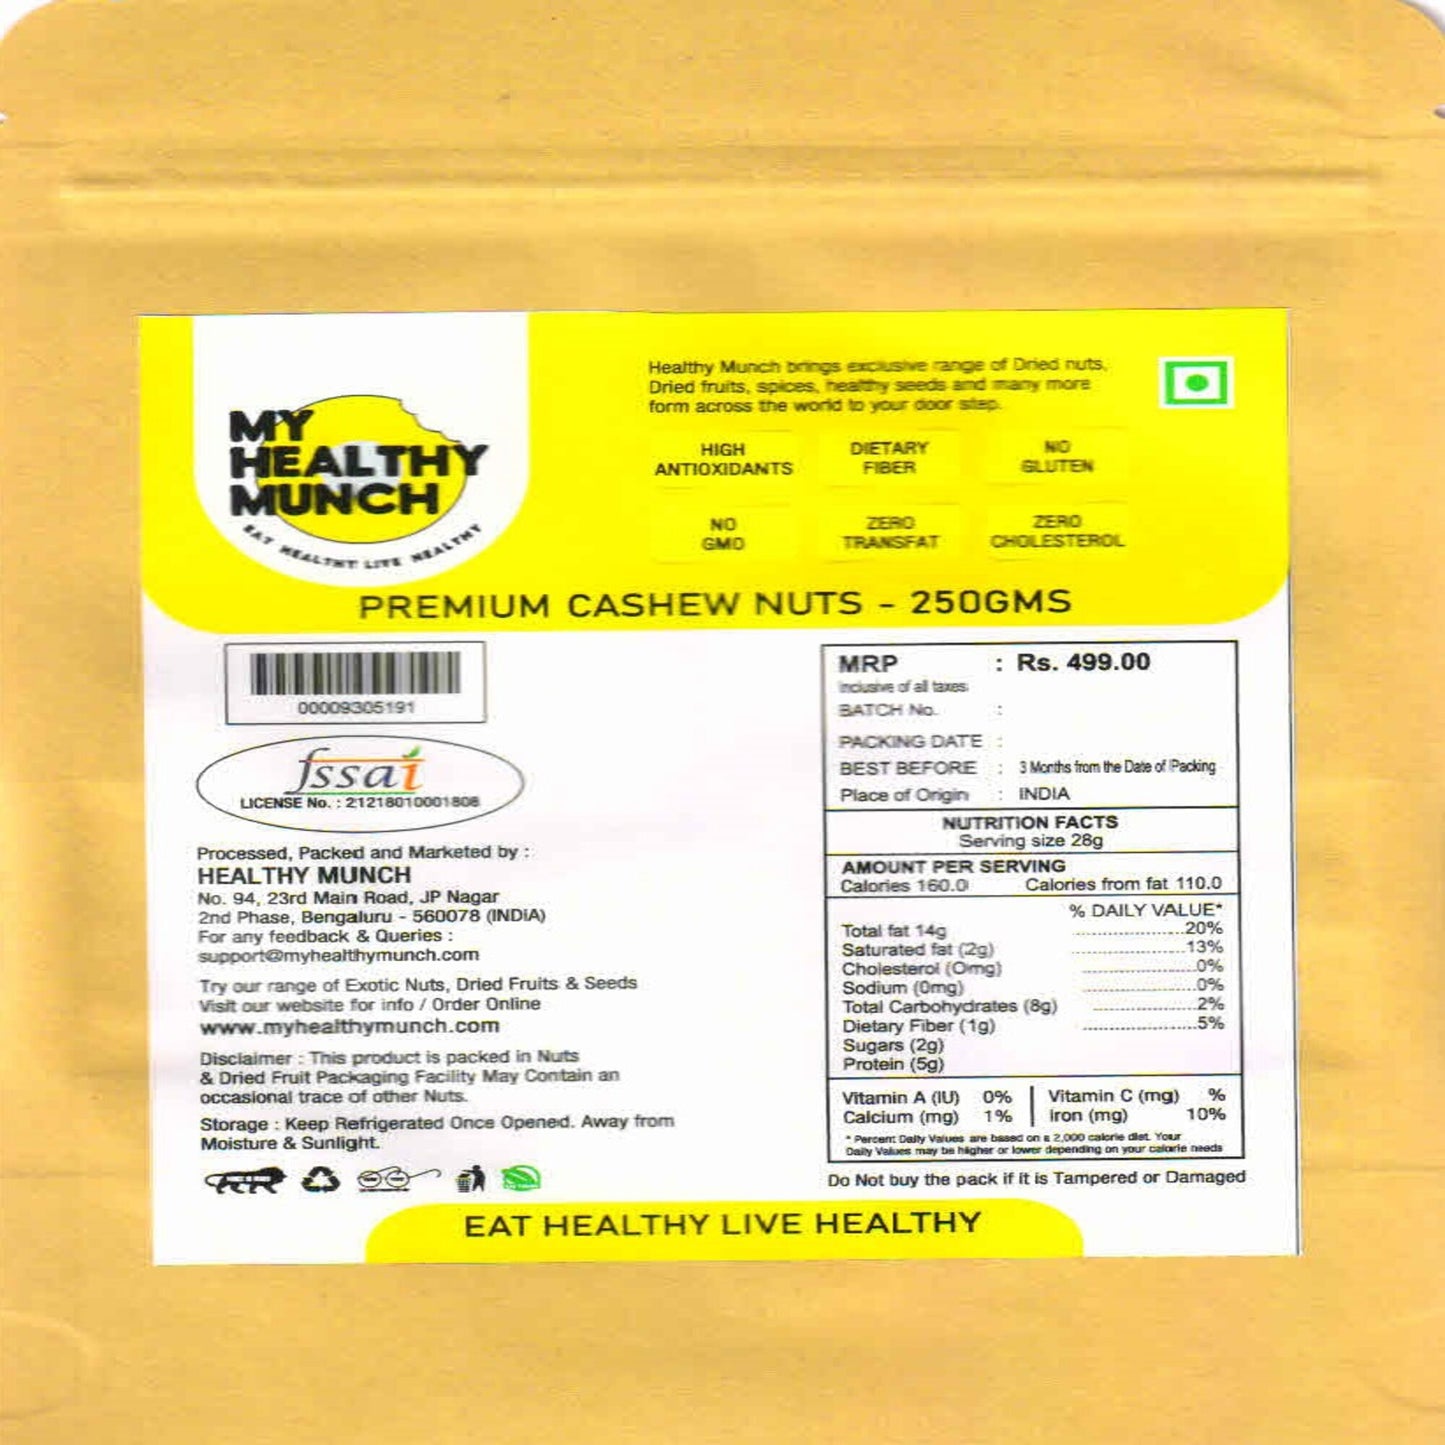 MY
HEALTHY
MUNCH
EAT HEALTHY LIVE HEALTHY
Healthy Munch brings exclusive range of Dried nuts,
Dried fruits, spices, healthy seeds and many more
form across the world to your door step.
HIGH
ANTIOXIDANTS
DIETARY
FIBER
NO
GLUTEN
NO
GMO
ZERO
TRANSFAT
ZERO
CHOLESTEROL
PREMIUM CASHEW NUTS - 250GMS
00009305191
fssai
LICENSE No. : 21218010001808
Processed, Packed and Marketed by :
HEALTHY MUNCH
No. 94, 23rd Main Road, JP Nagar
2nd Phase, Bengaluru - 560078 (INDIA)
For any feedback & Queries :
support@myhealthymunch.com
Try our range of Exotic Nuts, Dried Fruits & Seeds
Visit our website for info / Order Online
www.myhealthymunch.com
Disclaimer : This product is packed in Nuts
& Dried Fruit Packaging Facility May Contain an
occasional trace of other Nuts.
Storage : Keep Refrigerated Once Opened. Away from
Moisture & Sunlight.
MRP : Rs. 499.00
Inclusive of all taxes
BATCH No. :
PACKING DATE :
BEST BEFORE : 3 Months from the Date of Packing
Place of Origin : INDIA
NUTRITION FACTS
Serving size 28g
AMOUNT PER SERVING
Calories 160.0 Calories from fat 110.0
% DAILY VALUE*
Total fat 14g ........................20%
Saturated fat (2g) ........................13%
Cholesterol (0mg) ........................0%
Sodium (0mg) ........................0%
Total Carbohydrates (8g) ......................2%
Dietary Fiber (1g) ........................5%
Sugars (2g)
Protein (5g)
Vitamin A (IU) 0% | Vitamin C (mg) %
Calcium (mg) 1% | iron (mg) 10%
* Percent Daily Values are based on a 2,000 calorie diet. Your
Daily Values may be higher or lower depending on your calorie needs
Do Not buy the pack if it is Tampered or Damaged
EAT HEALTHY LIVE HEALTHY